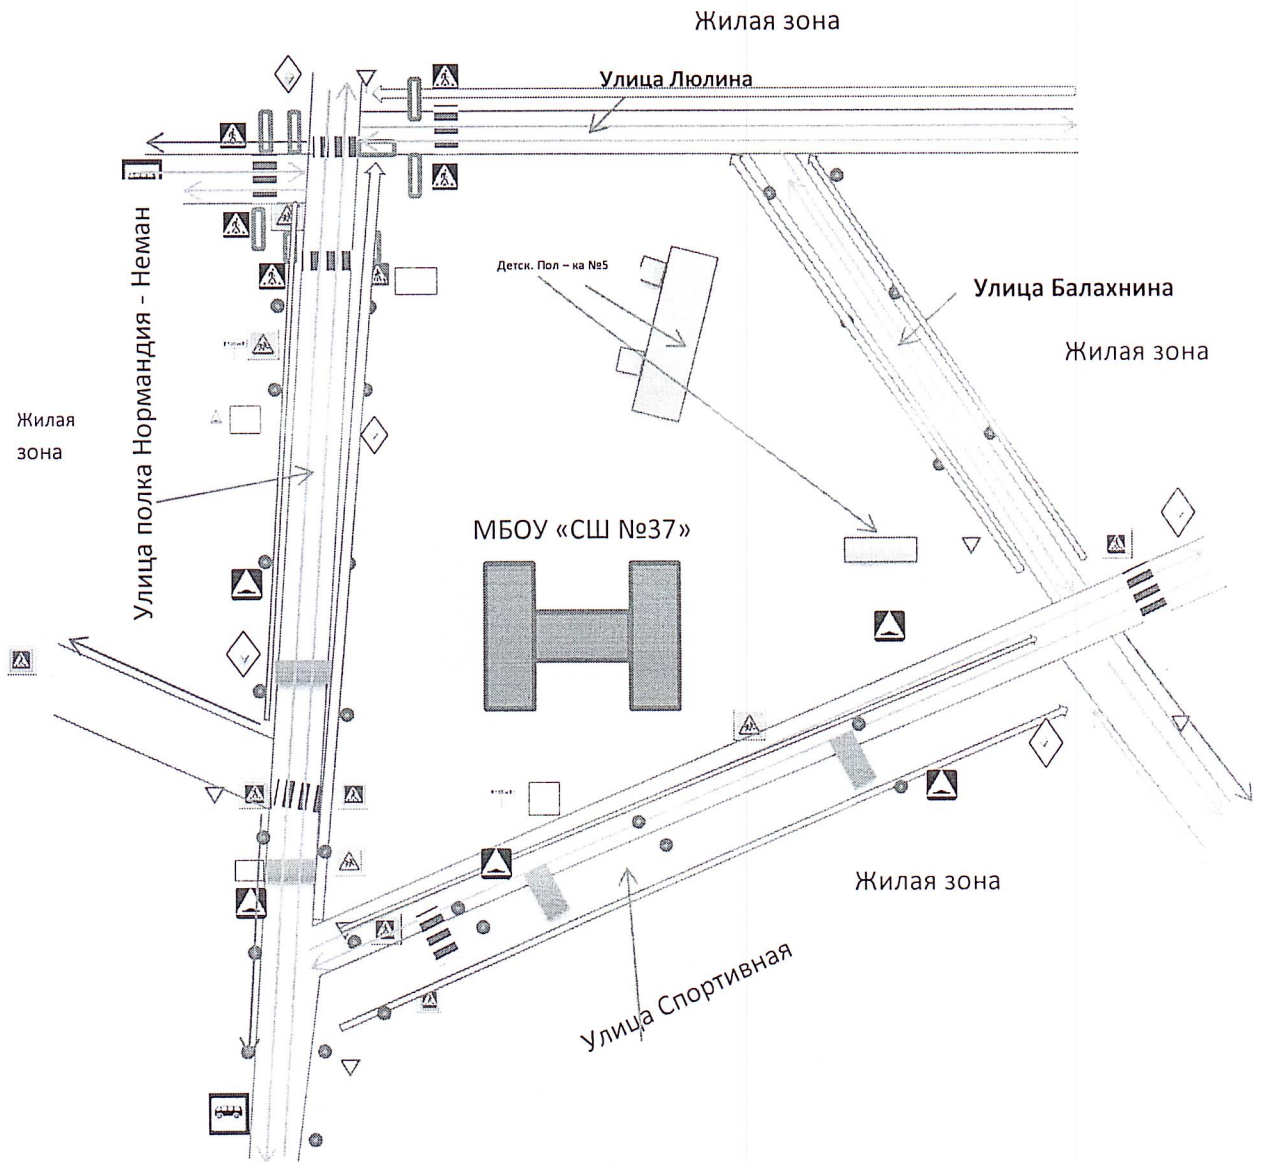 Жилая зона
Улица Люлина
Улица полка Нормандия - Неман
Детск. Пол – ка №5
Улица Балахнина
Жилая зона
Жилая
зона
МБОУ «СШ №37»
Жилая зона
Улица Спортивная